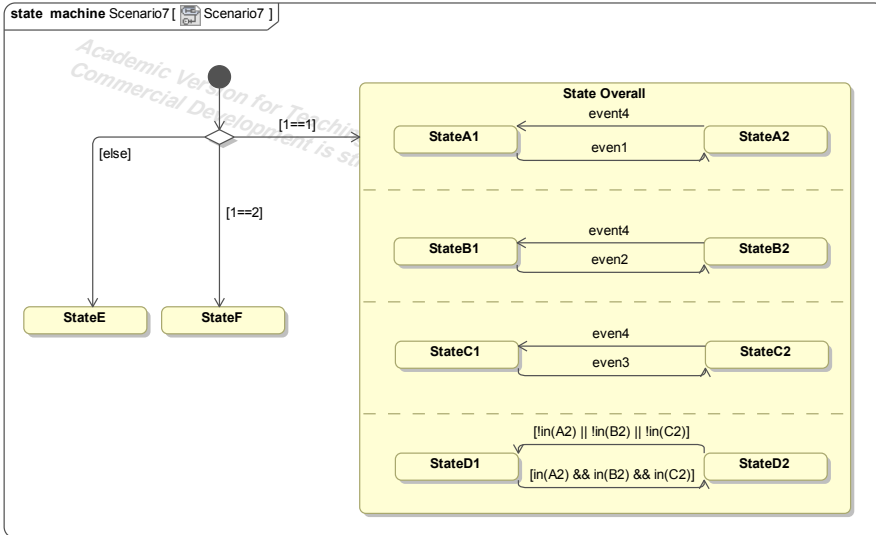 state machine Scenario7 [ Scenario7 ]
Academic Version for Teachin
Commercial Development is st
State Overall
event4
[1==1]
StateA1
StateA2
[else]
even1
[1==2]
event4
StateB1
StateB2
even2
StateE
StateF
even4
StateC1
StateC2
even3
[!in(A2) || !in(B2) || !in(C2)]
StateD1
StateD2
[in(A2) && in(B2) && in(C2)]